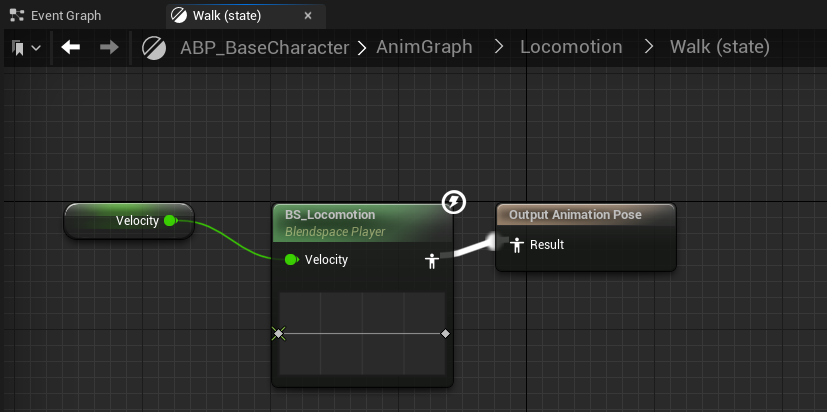 Event Graph
Walk (state)
ABP_BaseCharacter > AnimGraph > Locomotion > Walk (state)
Velocity
BS_Locomotion
Blendspace Player
Velocity
Output Animation Pose
Result